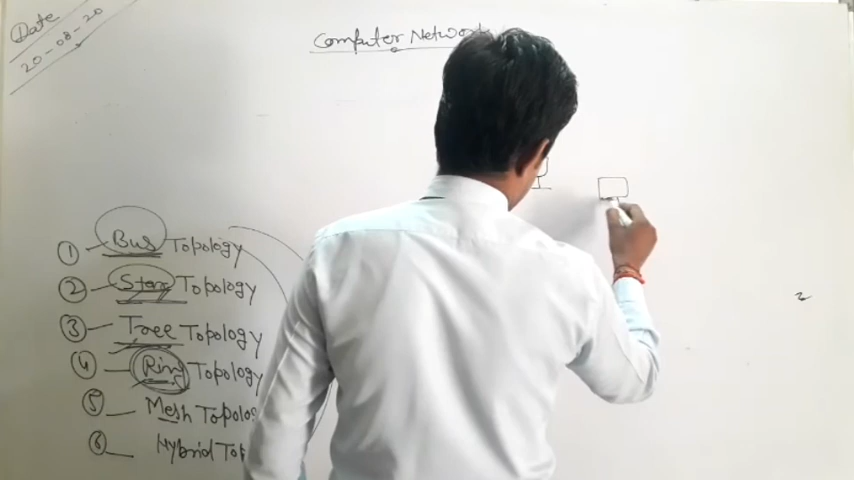 Date
20-08-20
Computer Network
① Bus Topology
② Star Topology
③ Tree Topology
④ Ring Topology
⑤ Mesh Topolo
⑥ Hybrid Top